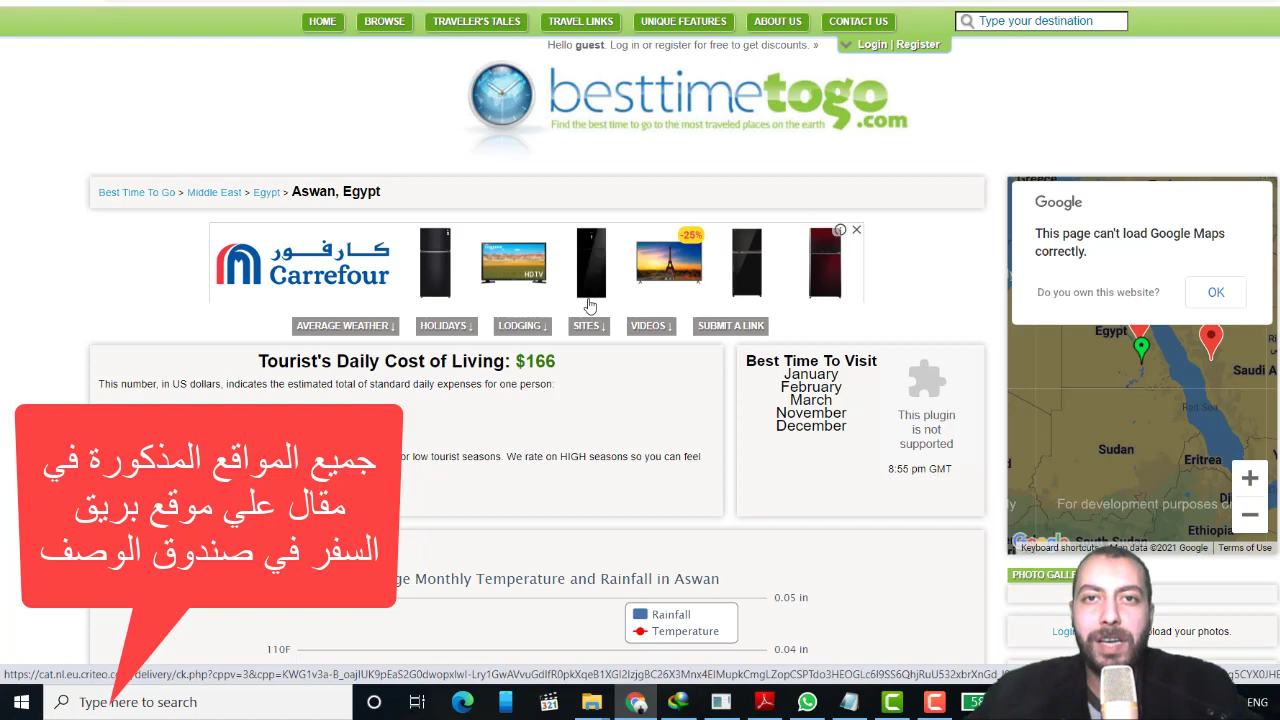 HOME BROWSE TRAVELER'S TALES TRAVEL LINKS UNIQUE FEATURES ABOUT US CONTACT US Type your destination
Hello guest. Log in or register for free to get discounts. » Login | Register
besttimetogo.com
Find the best time to go to the most traveled places on the earth
Best Time To Go > Middle East > Egypt > Aswan, Egypt
كارفور
Carrefour
HDTV
-25%
AVERAGE WEATHER ↓ HOLIDAYS ↓ LODGING ↓ SITES ↓ VIDEOS ↓ SUBMIT A LINK
Tourist's Daily Cost of Living: $166
This number, in US dollars, indicates the estimated total of standard daily expenses for one person:
or low tourist seasons. We rate on HIGH seasons so you can feel
Best Time To Visit
January
February
March
November
December
This plugin
is not
supported
8:55 pm GMT
Google
This page can't load Google Maps
correctly.
Do you own this website? OK
Egypt
Saudi A
Red Sea
Sudan
Eritrea
For development purposes
Ethiopia
South Sudan
Google
Keyboard shortcuts Map data ©2021 Google Terms of Use
جميع المواقع المذكورة في
مقال علي موقع بريق
السفر في صندوق الوصف
ge Monthly Temperature and Rainfall in Aswan
0.05 in
Rainfall
Temperature
110F
0.04 in
PHOTO GALLE
Login
upload your photos.
Type here to search
321
ENG